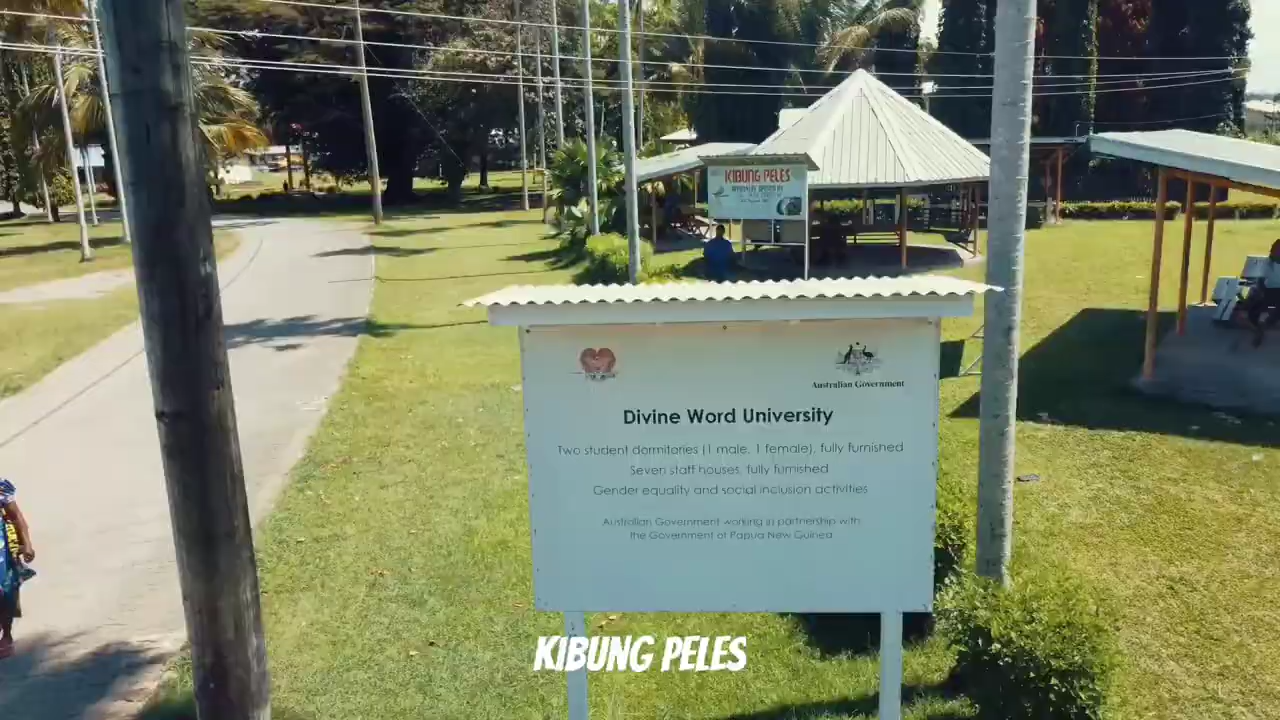 KIBUNG PELES
Australian Government
Divine Word University
Two student dormitories (1 male, 1 female), fully furnished
Seven staff houses, fully furnished
Gender equality and social inclusion activities
Australian Government working in partnership with
the Government of Papua New Guinea
KIBUNG PELES